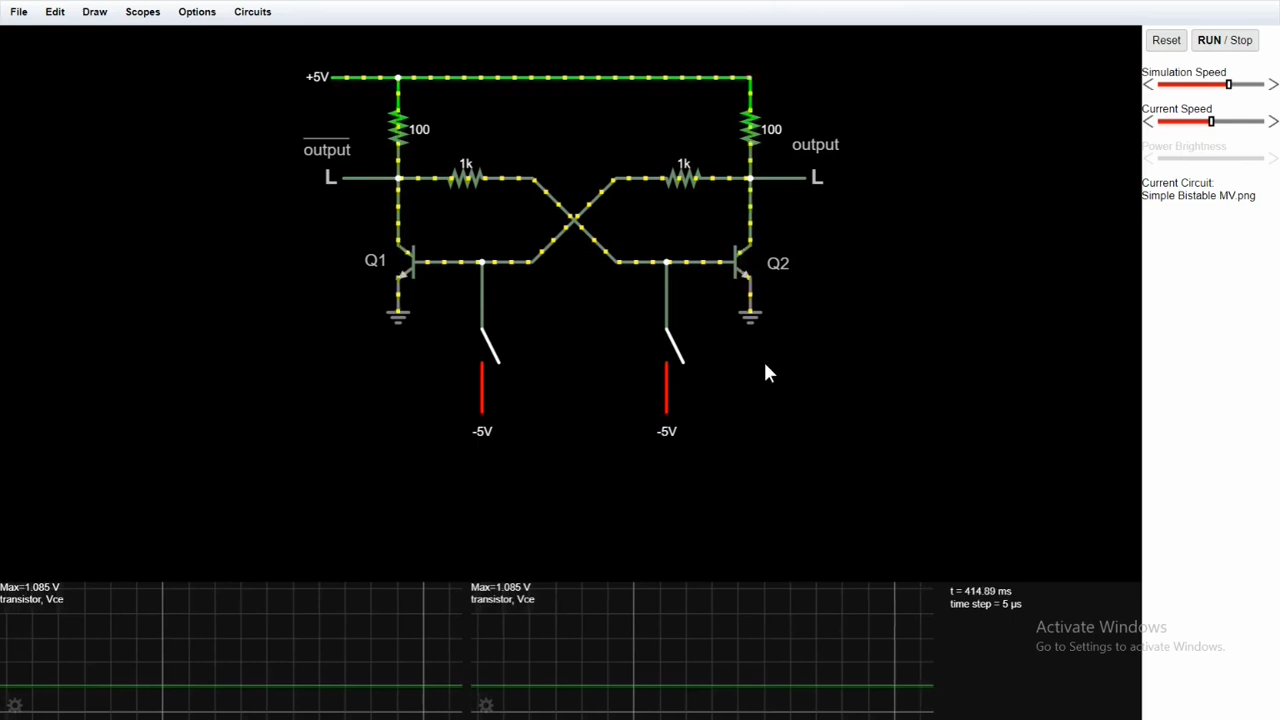 File Edit Draw Scopes Options Circuits
Reset RUN / Stop
Simulation Speed
Current Speed
Power Brightness
Current Circuit:
Simple Bistable MV.png
+5V
100
100
output
output
1k
1k
L
L
Q1
Q2
-5V
-5V
Max=1.085 V
transistor, Vce
Max=1.085 V
transistor, Vce
t = 414.89 ms
time step = 5 µs
Activate Windows
Go to Settings to activate Windows.